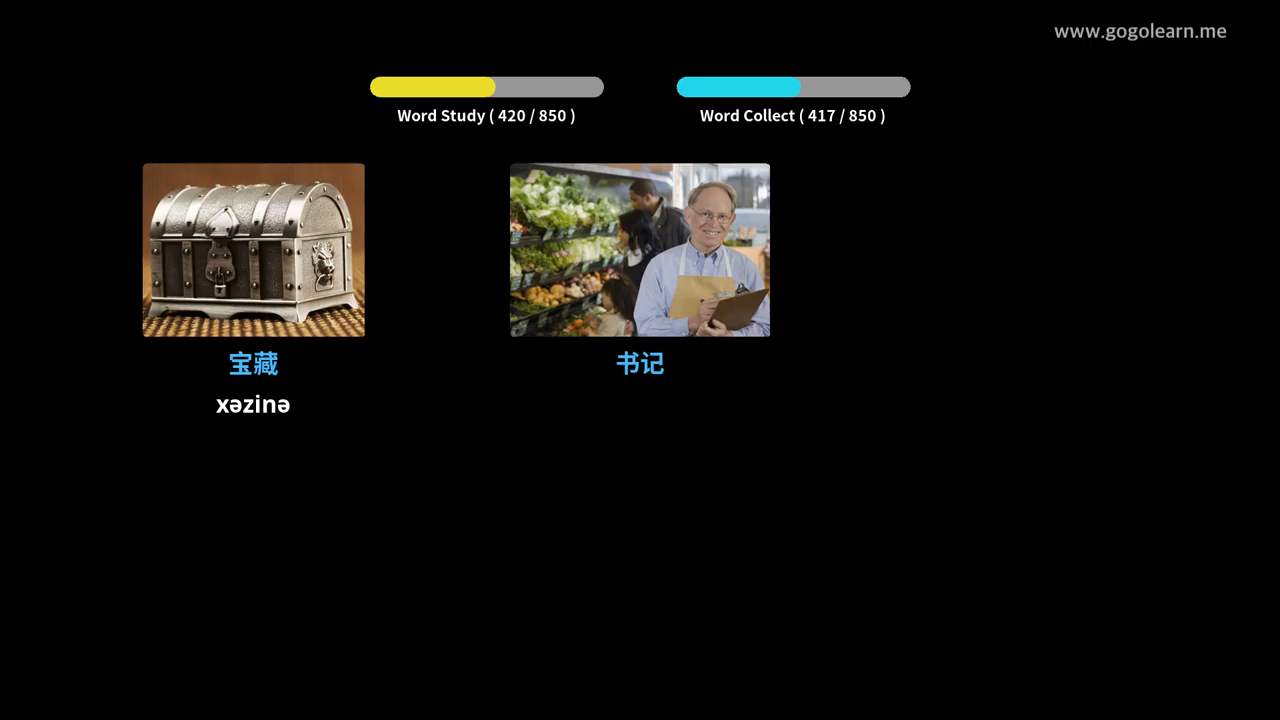 www.gogolearn.me
Word Study ( 420 / 850 )
Word Collect ( 417 / 850 )
宝藏
书记
xəzinə